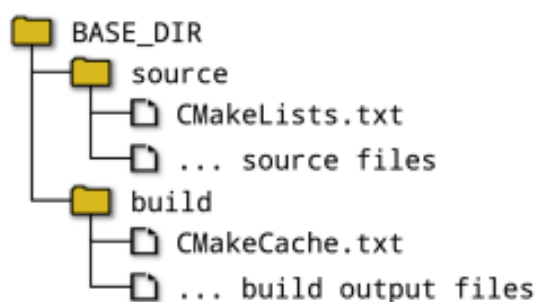 BASE_DIR
source
CMakeLists.txt
... source files
build
CMakeCache.txt
... build output files